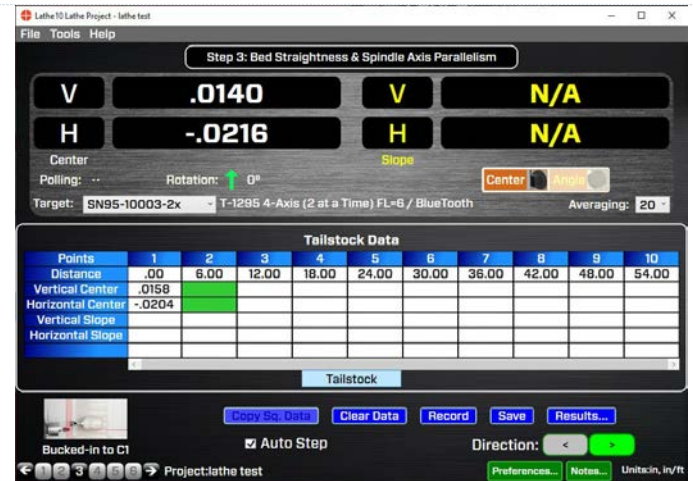 Lathe10 Lathe Project - lathe test
File Tools Help
Step 3: Bed Straightness & Spindle Axis Parallelism
V .0140 V N/A
H -.0216 H N/A
Center Slope
Polling: -- Rotation: 0° Center Angle
Target: SN95-10003-2x T-1295 4-Axis (2 at a Time) FL=6 / BlueTooth Averaging: 20
Tailstock Data
Points 1 2 3 4 5 6 7 8 9 10
Distance .00 6.00 12.00 18.00 24.00 30.00 36.00 42.00 48.00 54.00
Vertical Center .0158
Horizontal Center -.0204
Vertical Slope
Horizontal Slope
Tailstock
Copy Sq. Data Clear Data Record Save Results...
Bucked-in to C1 Auto Step Direction: < >
1 2 3 4 5 6 Project:lathe test Preferences... Notes... Units:in, in/ft